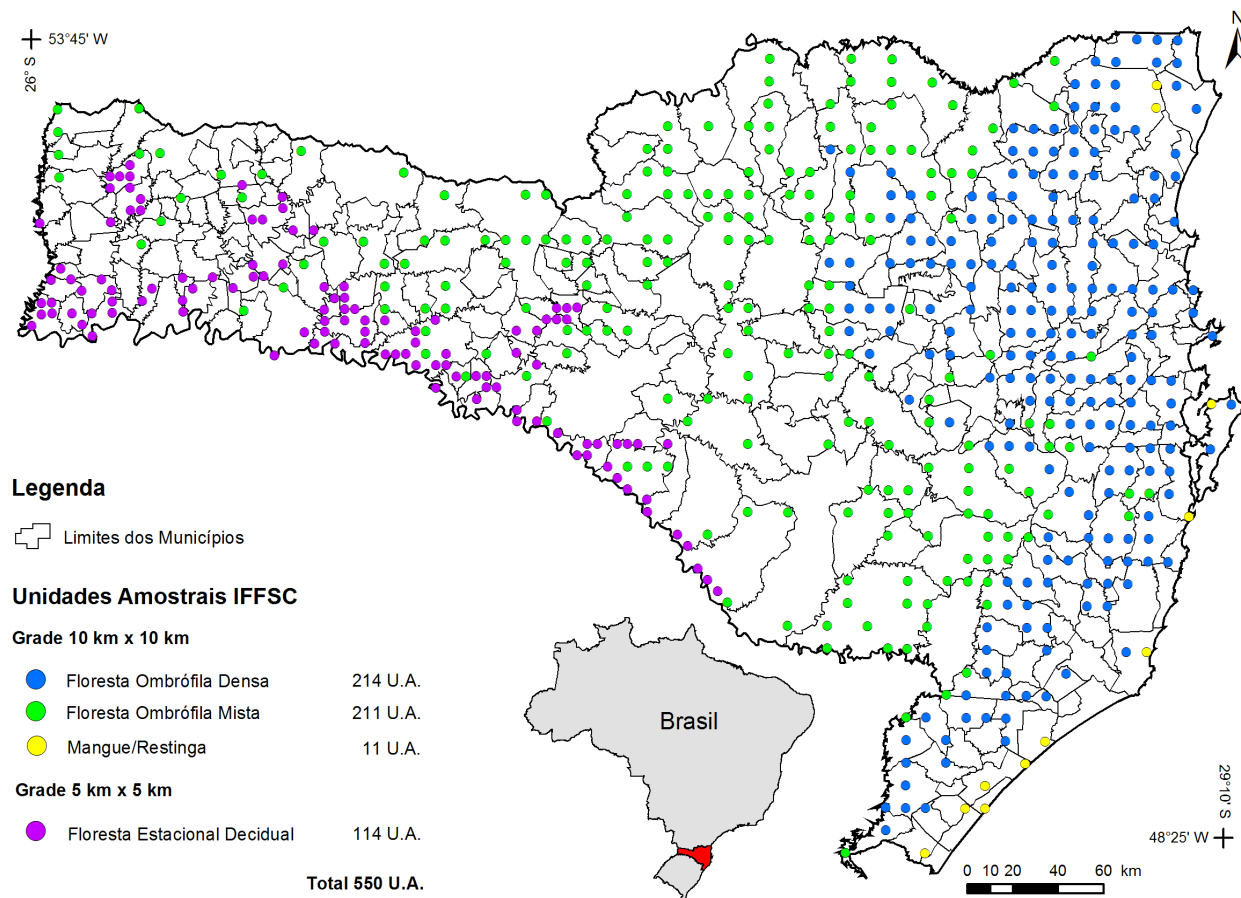 53°45' W
26° S
N
Legenda
Limites dos Municípios
Unidades Amostrais IFFSC
Grade 10 km x 10 km
Floresta Ombrófila Densa 214 U.A.
Floresta Ombrófila Mista 211 U.A.
Mangue/Restinga 11 U.A.
Grade 5 km x 5 km
Floresta Estacional Decidual 114 U.A.
Total 550 U.A.
Brasil
29°10' S
48°25' W
0 10 20 40 60 km